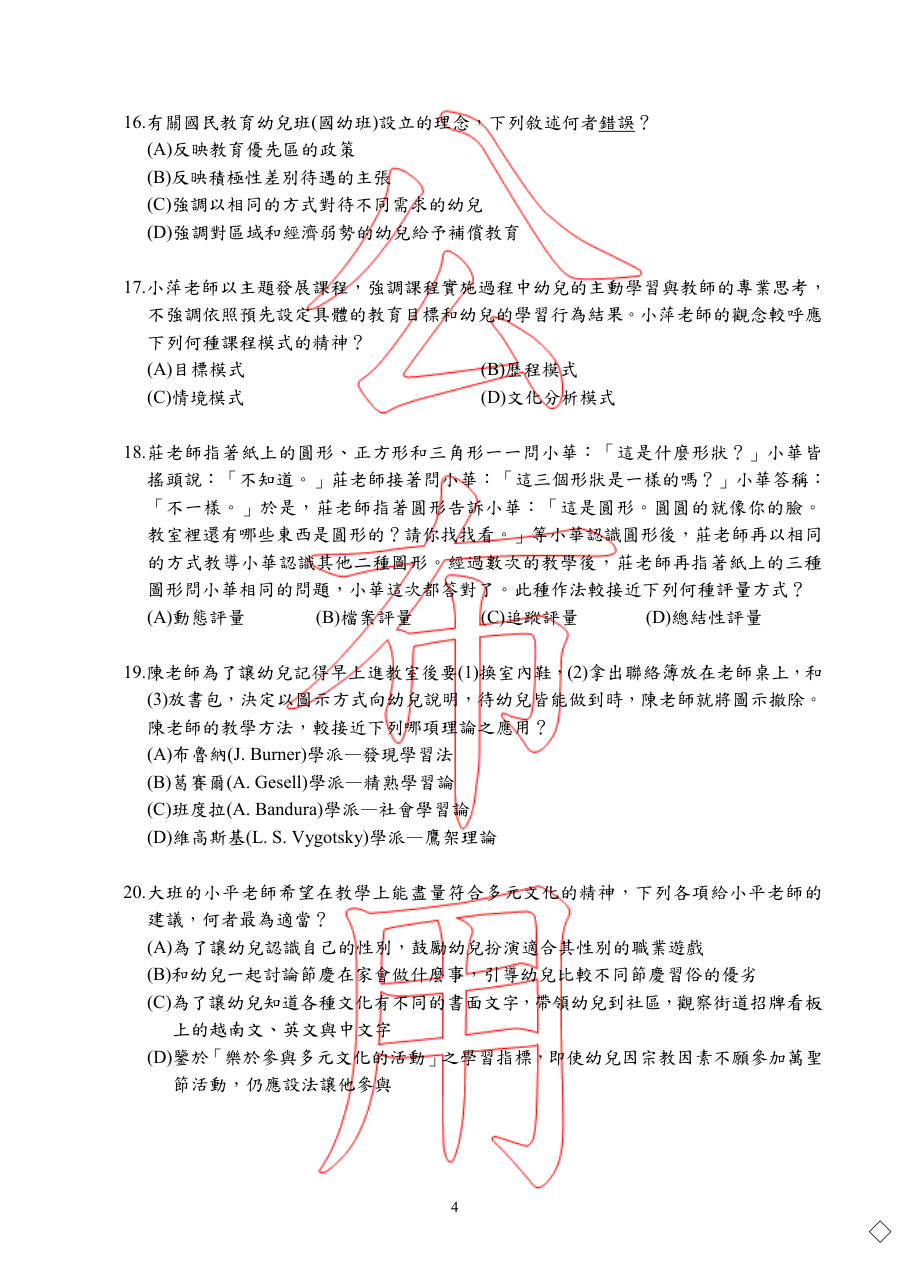 16.有關國民教育幼兒班(國幼班)設立的理念，下列敘述何者錯誤？
(A)反映教育優先區的政策
(B)反映積極性差別待遇的主張
(C)強調以相同的方式對待不同需求的幼兒
(D)強調對區域和經濟弱勢的幼兒給予補償教育
17.小萍老師以主題發展課程，強調課程實施過程中幼兒的主動學習與教師的專業思考，
不強調依照預先設定具體的教育目標和幼兒的學習行為結果。小萍老師的觀念較呼應
下列何種課程模式的精神？
(A)目標模式 (B)歷程模式
(C)情境模式 (D)文化分析模式
18.莊老師指著紙上的圓形、正方形和三角形一一問小華：「這是什麼形狀？」小華皆
搖頭說：「不知道。」莊老師接著問小華：「這三個形狀是一樣的嗎？」小華答稱：
「不一樣。」於是，莊老師指著圓形告訴小華：「這是圓形。圓圓的就像你的臉。
教室裡還有哪些東西是圓形的？請你找找看。」等小華認識圓形後，莊老師再以相同
的方式教導小華認識其他二種圖形。經過數次的教學後，莊老師再指著紙上的三種
圖形問小華相同的問題，小華這次都答對了。此種作法較接近下列何種評量方式？
(A)動態評量 (B)檔案評量 (C)追蹤評量 (D)總結性評量
19.陳老師為了讓幼兒記得早上進教室後要(1)換室內鞋，(2)拿出聯絡簿放在老師桌上，和
(3)放書包，決定以圖示方式向幼兒說明，待幼兒皆能做到時，陳老師就將圖示撤除。
陳老師的教學方法，較接近下列哪項理論之應用？
(A)布魯納(J. Burner)學派—發現學習法
(B)葛賽爾(A. Gesell)學派—精熟學習論
(C)班度拉(A. Bandura)學派—社會學習論
(D)維高斯基(L. S. Vygotsky)學派—鷹架理論
20.大班的小平老師希望在教學上能盡量符合多元文化的精神，下列各項給小平老師的
建議，何者最為適當？
(A)為了讓幼兒認識自己的性別，鼓勵幼兒扮演適合其性別的職業遊戲
(B)和幼兒一起討論節慶在家會做什麼事，引導幼兒比較不同節慶習俗的優劣
(C)為了讓幼兒知道各種文化有不同的書面文字，帶領幼兒到社區，觀察街道招牌看板
上的越南文、英文與中文字
(D)鑒於「樂於參與多元文化的活動」之學習指標，即使幼兒因宗教因素不願參加萬聖
節活動，仍應設法讓他參與
公布用
4